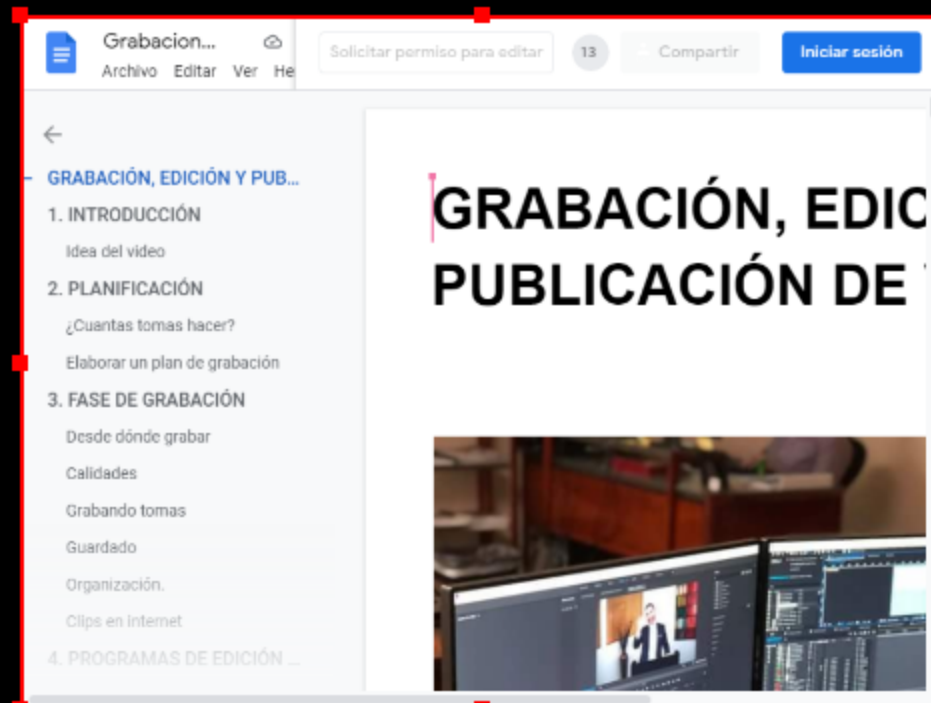 Grabacion...
Archivo Editar Ver He
Solicitar permiso para editar
13
Compartir
Iniciar sesión
GRABACIÓN, EDICIÓN Y PUB...
1. INTRODUCCIÓN
Idea del video
2. PLANIFICACIÓN
¿Cuantas tomas hacer?
Elaborar un plan de grabación
3. FASE DE GRABACIÓN
Desde dónde grabar
Calidades
Grabando tomas
Guardado
Organización.
Clips en internet
4. PROGRAMAS DE EDICIÓN ...
GRABACIÓN, EDIC
PUBLICACIÓN DE